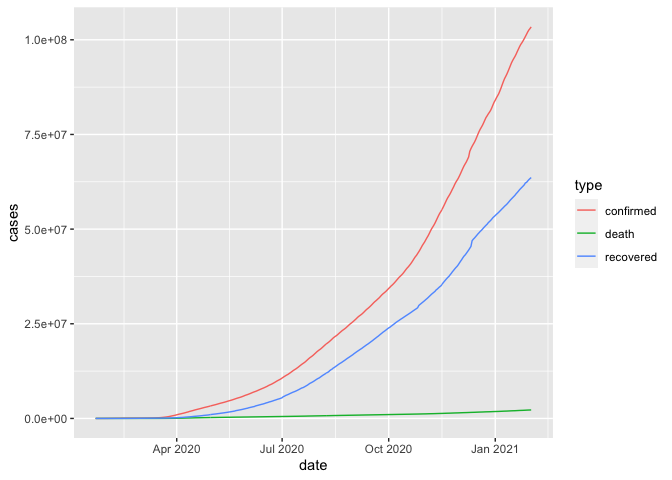 1.0e+08
7.5e+07
5.0e+07
2.5e+07
0.0e+00
cases
Apr 2020
Jul 2020
Oct 2020
Jan 2021
date
type
confirmed
death
recovered